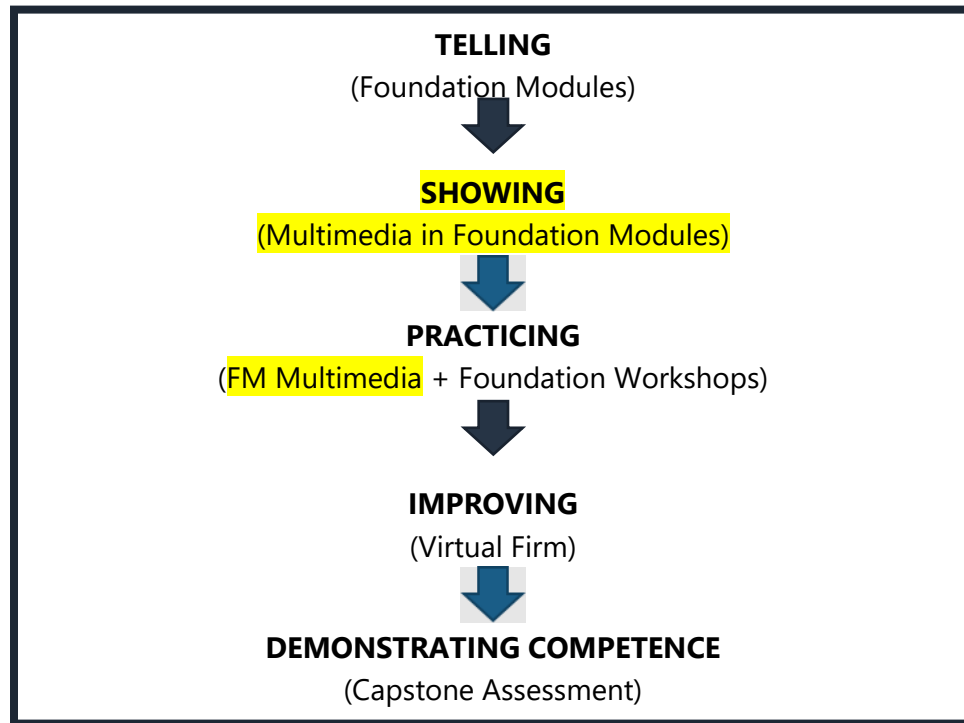 TELLING
(Foundation Modules)
SHOWING
(Multimedia in Foundation Modules)
PRACTICING
(FM Multimedia + Foundation Workshops)
IMPROVING
(Virtual Firm)
DEMONSTRATING COMPETENCE
(Capstone Assessment)